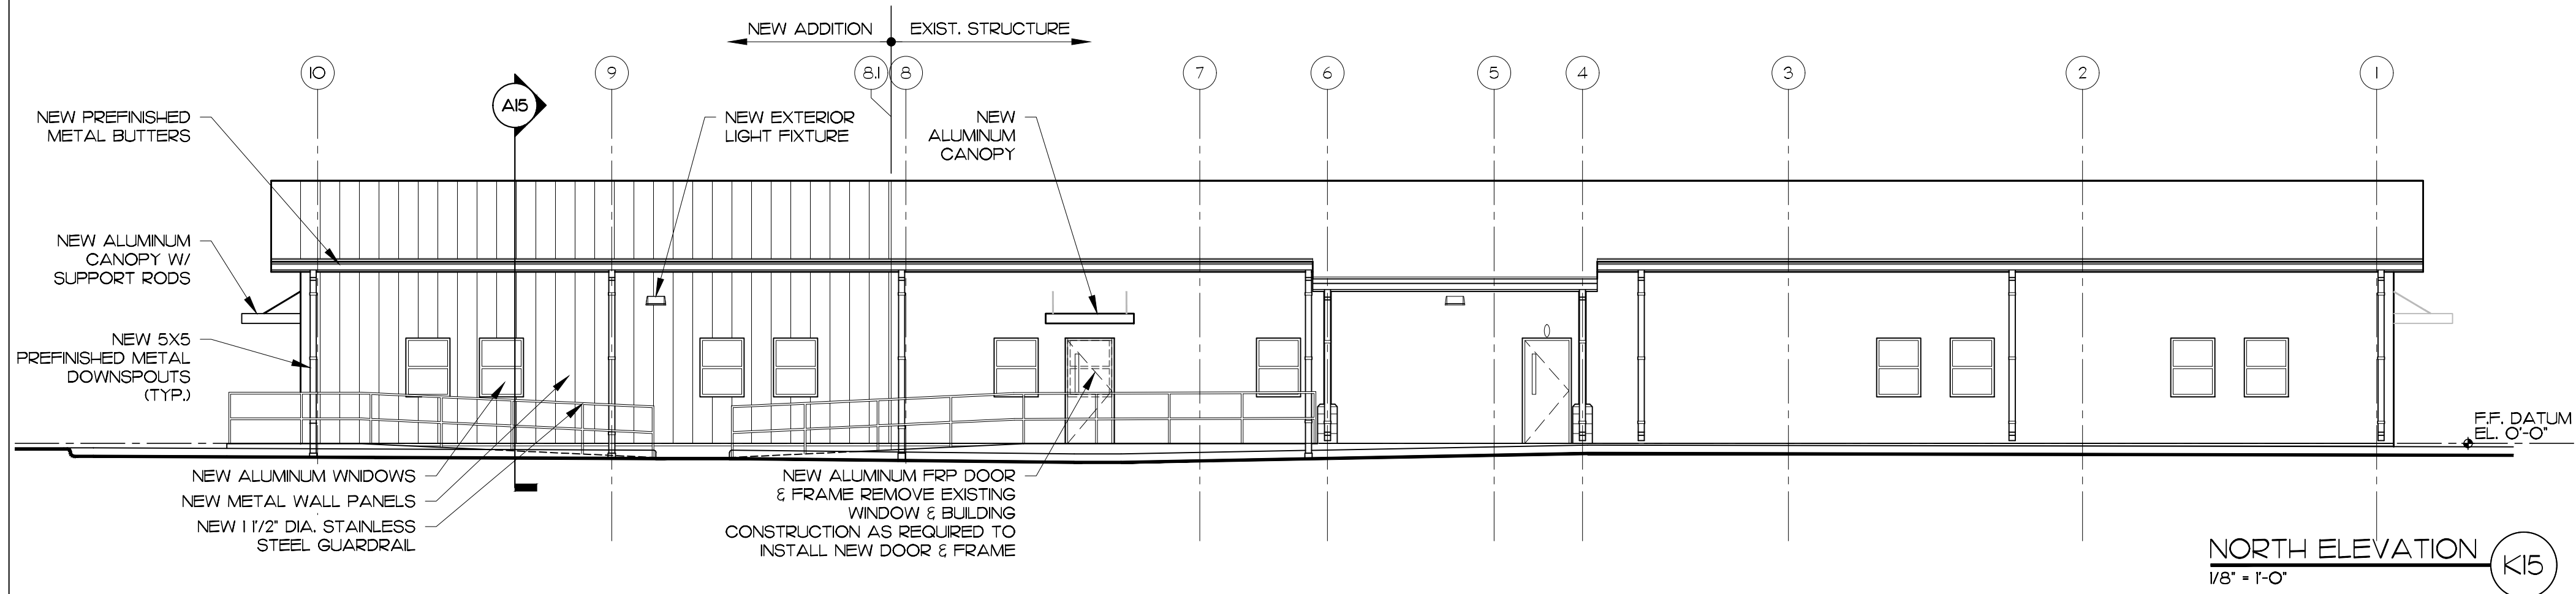 NEW ADDITION
EXIST. STRUCTURE
10
9
8.1
8
7
6
5
4
3
2
1
A15
NEW PREFINISHED
METAL BUTTERS
NEW EXTERIOR
LIGHT FIXTURE
NEW
ALUMINUM
CANOPY
NEW ALUMINUM
CANOPY W/
SUPPORT RODS
NEW 5X5
PREFINISHED METAL
DOWNSPOUTS
(TYP.)
F.F. DATUM
EL. 0'-0"
NEW ALUMINUM WNIDOWS
NEW METAL WALL PANELS
NEW 1 1'/2" DIA. STAINLESS
STEEL GUARDRAIL
NEW ALUMINUM FRP DOOR
& FRAME REMOVE EXISTING
WINDOW & BUILDING
CONSTRUCTION AS REQUIRED TO
INSTALL NEW DOOR & FRAME
NORTH ELEVATION
1/8" = 1'-0"
K15